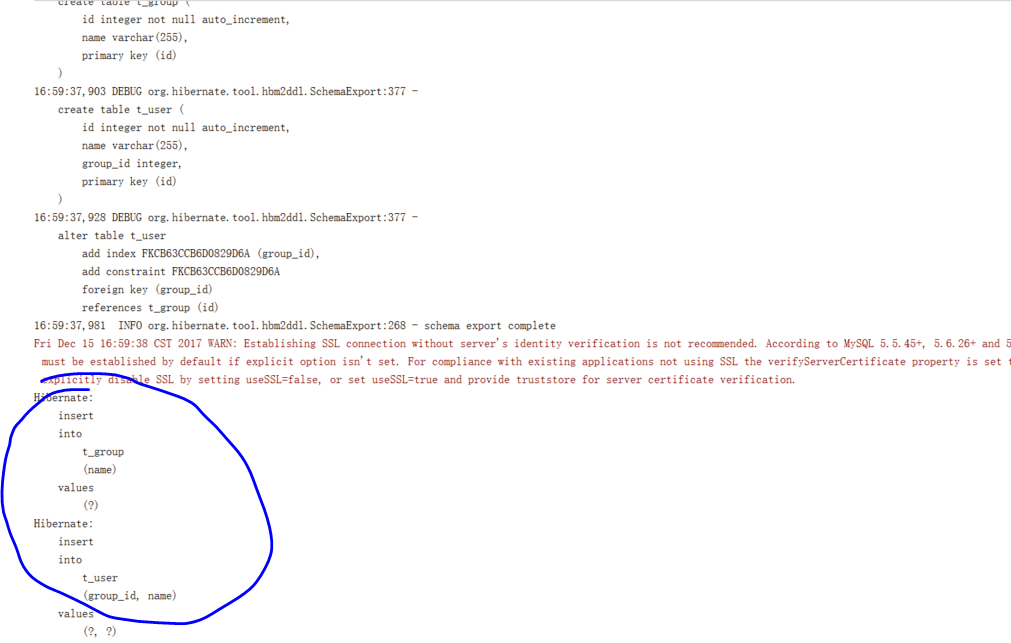 create table t_group (
id integer not null auto_increment,
name varchar(255),
primary key (id)
)
16:59:37,903 DEBUG org.hibernate.tool.hbm2ddl.SchemaExport:377 -
create table t_user (
id integer not null auto_increment,
name varchar(255),
group_id integer,
primary key (id)
)
16:59:37,928 DEBUG org.hibernate.tool.hbm2ddl.SchemaExport:377 -
alter table t_user
add index FKCB63CCB6D0829D6A (group_id),
add constraint FKCB63CCB6D0829D6A
foreign key (group_id)
references t_group (id)
16:59:37,981 INFO org.hibernate.tool.hbm2ddl.SchemaExport:268 - schema export complete
Fri Dec 15 16:59:38 CST 2017 WARN: Establishing SSL connection without server's identity verification is not recommended. According to MySQL 5.5.45+, 5.6.26+ and 5
must be established by default if explicit option isn't set. For compliance with existing applications not using SSL the verifyServerCertificate property is set t
explicitly disable SSL by setting useSSL=false, or set useSSL=true and provide truststore for server certificate verification.
Hibernate:
insert
into
t_group
(name)
values
(?)
Hibernate:
insert
into
t_user
(group_id, name)
values
(?, ?)